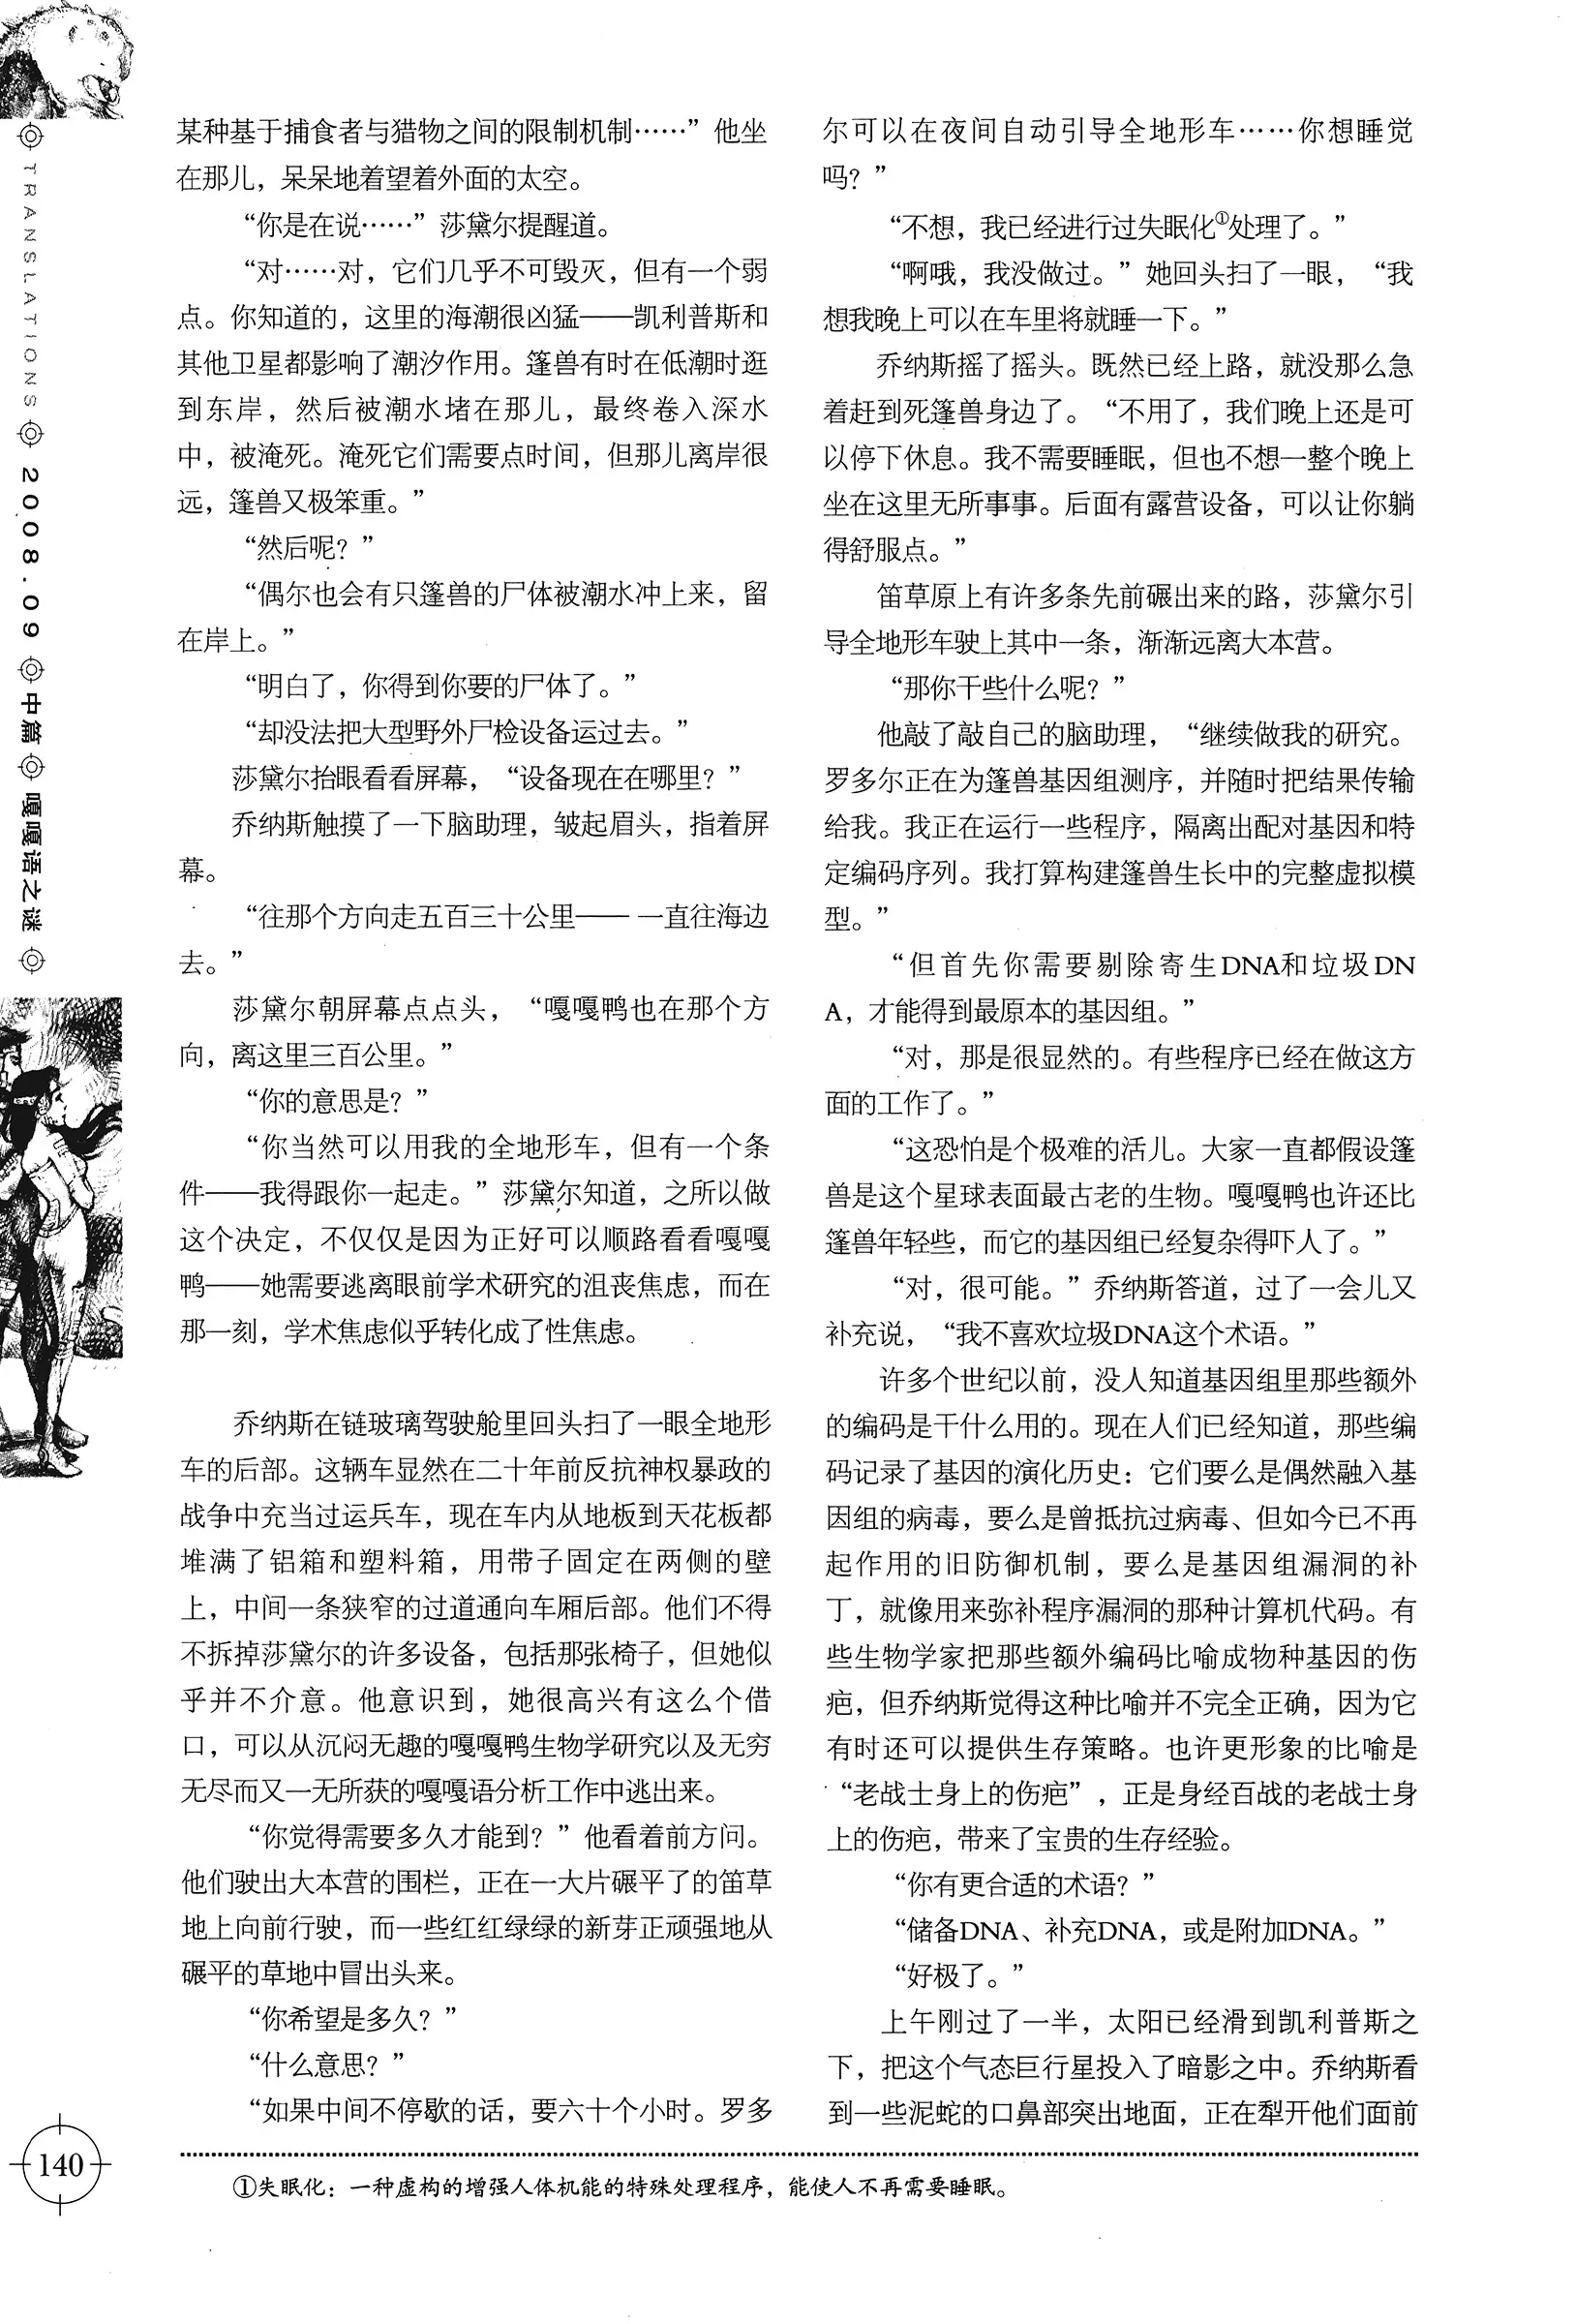 TRANSLATIONS
2008.09
中篇
嘎嘎语之谜
某种基于捕食者与猎物之间的限制机制……”他坐
在那儿，呆呆地着望着外面的太空。
“你是在说……”莎黛尔提醒道。
“对……对，它们几乎不可毁灭，但有一个弱
点。你知道的，这里的海潮很凶猛——凯利普斯和
其他卫星都影响了潮汐作用。篷兽有时在低潮时逛
到东岸，然后被潮水堵在那儿，最终卷入深水
中，被淹死。淹死它们需要点时间，但那儿离岸很
远，篷兽又极笨重。”
“然后呢？”
“偶尔也会有只篷兽的尸体被潮水冲上来，留
在岸上。”
“明白了，你得到你要的尸体了。”
“却没法把大型野外尸检设备运过去。”
莎黛尔抬眼看看屏幕，“设备现在在哪里？”
乔纳斯触摸了一下脑助理，皱起眉头，指着屏
幕。
“往那个方向走五百三十公里—— 一直往海边
去。”
莎黛尔朝屏幕点点头，“嘎嘎鸭也在那个方
向，离这里三百公里。”
“你的意思是？”
“你当然可以用我的全地形车，但有一个条
件——我得跟你一起走。”莎黛尔知道，之所以做
这个决定，不仅仅是因为正好可以顺路看看嘎嘎
鸭——她需要逃离眼前学术研究的沮丧焦虑，而在
那一刻，学术焦虑似乎转化成了性焦虑。
乔纳斯在链玻璃驾驶舱里回头扫了一眼全地形
车的后部。这辆车显然在二十年前反抗神权暴政的
战争中充当过运兵车，现在车内从地板到天花板都
堆满了铝箱和塑料箱，用带子固定在两侧的壁
上，中间一条狭窄的过道通向车厢后部。他们不得
不拆掉莎黛尔的许多设备，包括那张椅子，但她似
乎并不介意。他意识到，她很高兴有这么个借
口，可以从沉闷无趣的嘎嘎鸭生物学研究以及无穷
无尽而又一无所获的嘎嘎语分析工作中逃出来。
“你觉得需要多久才能到？”他看着前方问。
他们驶出大本营的围栏，正在一大片碾平了的笛草
地上向前行驶，而一些红红绿绿的新芽正顽强地从
碾平的草地中冒出头来。
“你希望是多久？”
“什么意思？”
“如果中间不停歇的话，要六十个小时。罗多
尔可以在夜间自动引导全地形车……你想睡觉
吗？”
“不想，我已经进行过失眠化①处理了。”
“啊哦，我没做过。”她回头扫了一眼，“我
想我晚上可以在车里将就睡一下。”
乔纳斯摇了摇头。既然已经上路，就没那么急
着赶到死篷兽身边了。“不用了，我们晚上还是可
以停下休息。我不需要睡眠，但也不想一整个晚上
坐在这里无所事事。后面有露营设备，可以让你躺
得舒服点。”
笛草原上有许多条先前碾出来的路，莎黛尔引
导全地形车驶上其中一条，渐渐远离大本营。
“那你干些什么呢？”
他敲了敲自己的脑助理，“继续做我的研究。
罗多尔正在为篷兽基因组测序，并随时把结果传输
给我。我正在运行一些程序，隔离出配对基因和特
定编码序列。我打算构建篷兽生长中的完整虚拟模
型。”
“但首先你需要剔除寄生DNA和垃圾DN
A，才能得到最原本的基因组。”
“对，那是很显然的。有些程序已经在做这方
面的工作了。”
“这恐怕是个极难的活儿。大家一直都假设篷
兽是这个星球表面最古老的生物。嘎嘎鸭也许还比
篷兽年轻些，而它的基因组已经复杂得吓人了。”
“对，很可能。”乔纳斯答道，过了一会儿又
补充说，“我不喜欢垃圾DNA这个术语。”
许多个世纪以前，没人知道基因组里那些额外
的编码是干什么用的。现在人们已经知道，那些编
码记录了基因的演化历史：它们要么是偶然融入基
因组的病毒，要么是曾抵抗过病毒、但如今已不再
起作用的旧防御机制，要么是基因组漏洞的补
丁，就像用来弥补程序漏洞的那种计算机代码。有
些生物学家把那些额外编码比喻成物种基因的伤
疤，但乔纳斯觉得这种比喻并不完全正确，因为它
有时还可以提供生存策略。也许更形象的比喻是
“老战士身上的伤疤”，正是身经百战的老战士身
上的伤疤，带来了宝贵的生存经验。
“你有更合适的术语？”
“储备DNA、补充DNA，或是附加DNA。”
“好极了。”
上午刚过了一半，太阳已经滑到凯利普斯之
下，把这个气态巨行星投入了暗影之中。乔纳斯看
到一些泥蛇的口鼻部突出地面，正在犁开他们面前
①失眠化：一种虚构的增强人体机能的特殊处理程序，能使人不再需要睡眠。
140